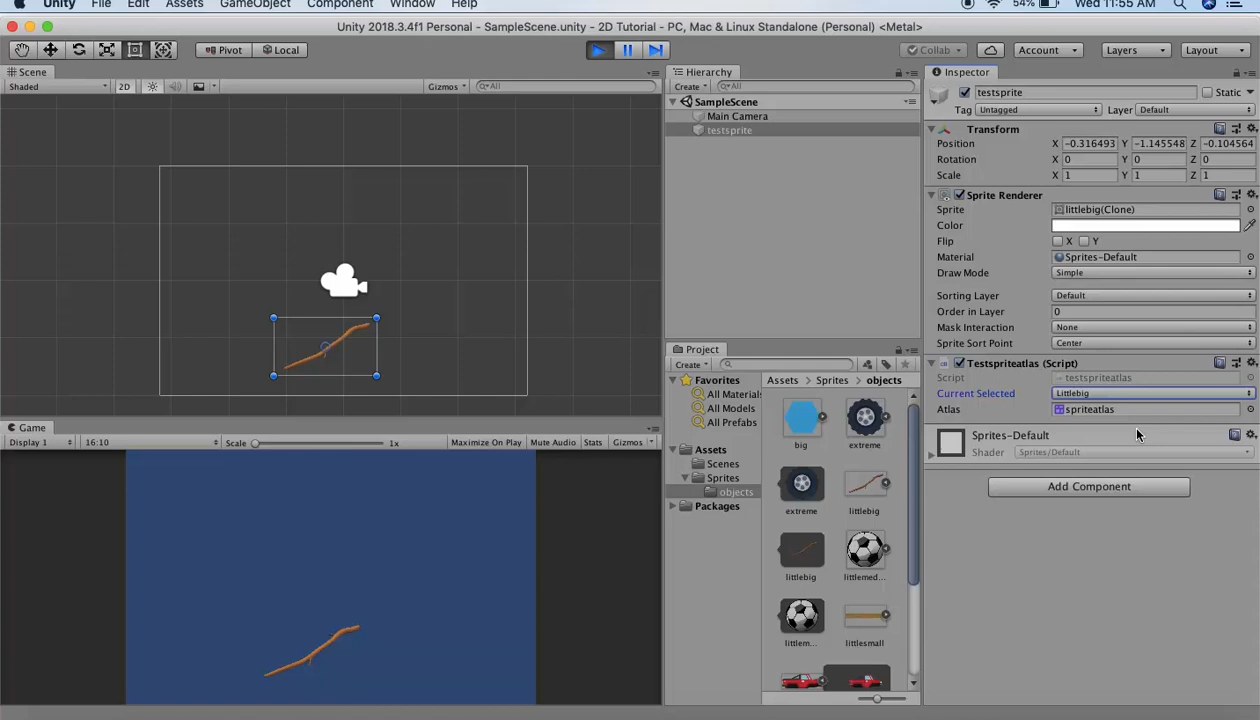 Unity File Edit Assets GameObject Component Window Help 54% Wed 11:55 AM
Unity 2018.3.4f1 Personal - SampleScene.unity - 2D Tutorial - PC, Mac & Linux Standalone (Personal) <Metal>
Pivot Local Collab Account Layers Layout
Scene
Shaded 2D Gizmos All
Game
Display 1 16:10 Scale 1x Maximize On Play Mute Audio Stats Gizmos
Hierarchy
Create All
SampleScene
Main Camera
testsprite
Project
Create
Favorites
All Materials
All Models
All Prefabs
Assets
Scenes
Sprites
objects
Packages
Assets Sprites objects
big extreme
extreme littlebig
littlebig littlemed...
littlem... littlesmall
Inspector
testsprite Static
Tag Untagged Layer Default
Transform
Position X -0.316493 Y -1.145548 Z -0.104564
Rotation X 0 Y 0 Z 0
Scale X 1 Y 1 Z 1
Sprite Renderer
Sprite littlebig(Clone)
Color
Flip X Y
Material Sprites-Default
Draw Mode Simple
Sorting Layer Default
Order in Layer 0
Mask Interaction None
Sprite Sort Point Center
Testspriteatlas (Script)
Script testspriteatlas
Current Selected Littlebig
Atlas spriteatlas
Sprites-Default
Shader Sprites/Default
Add Component